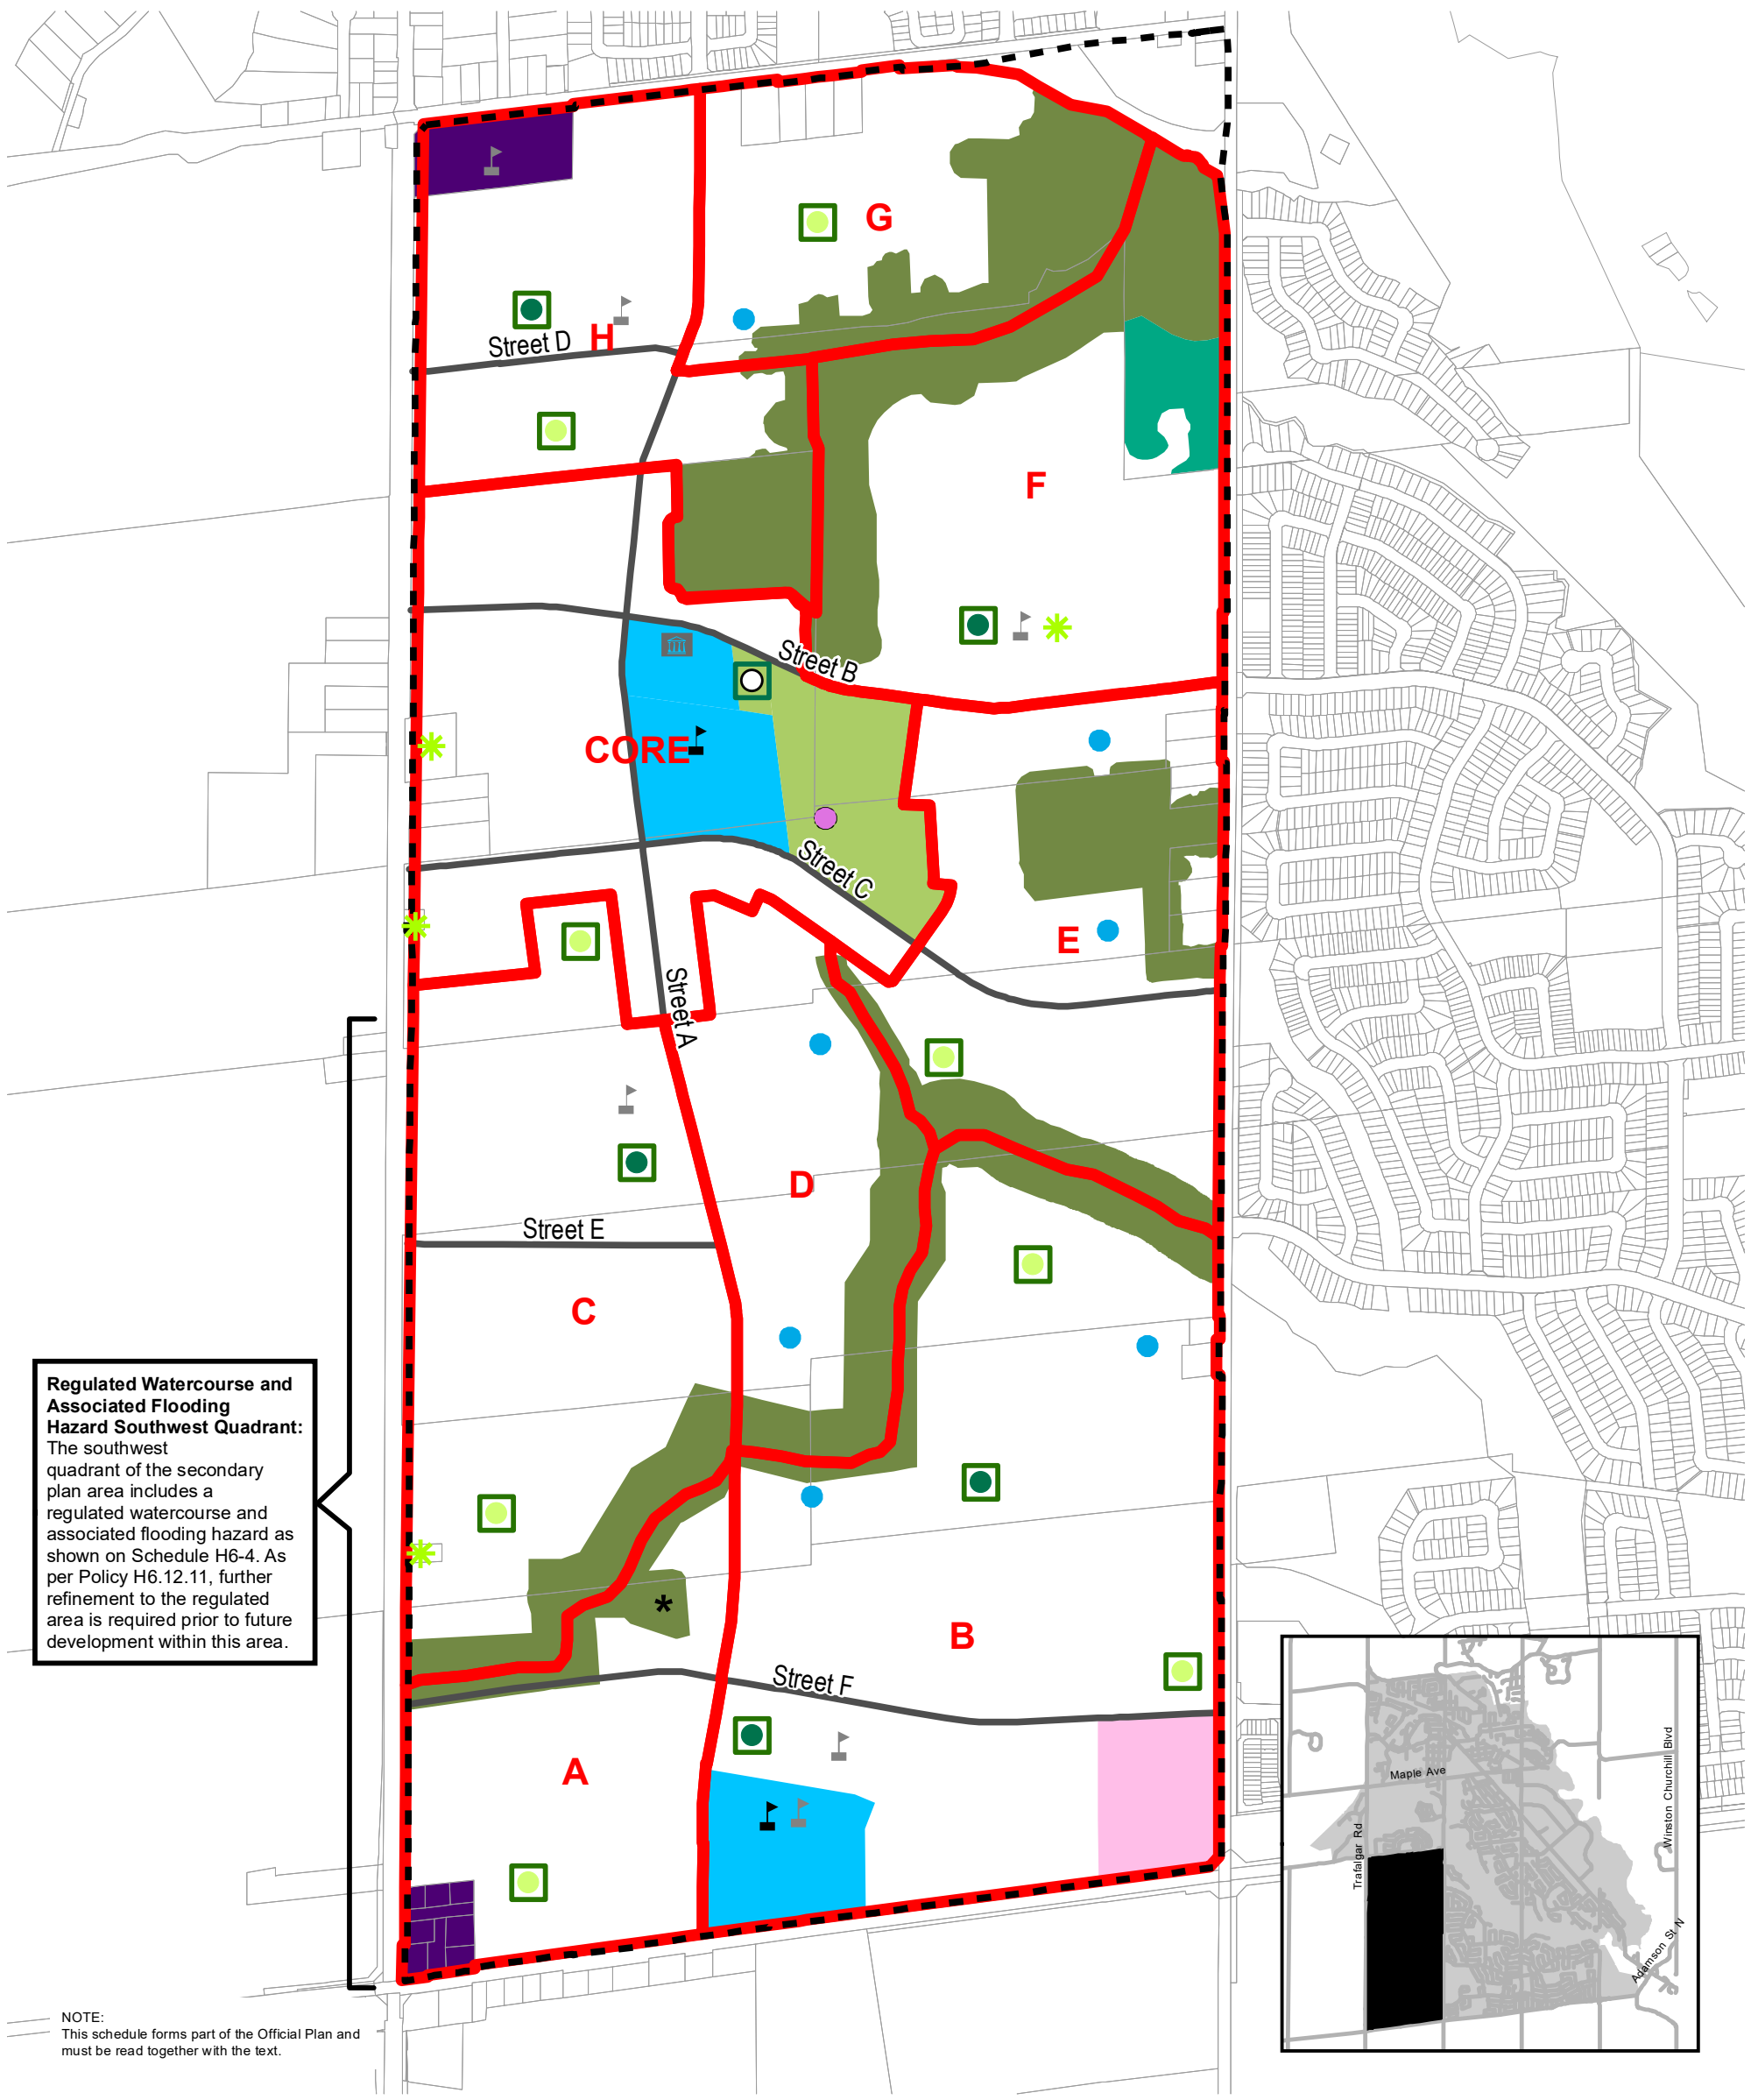 G
H
Street D
F
Street B
CORE
Street C
E
Street A
D
Street E
C
Regulated Watercourse and
Associated Flooding
Hazard Southwest Quadrant:
The southwest
quadrant of the secondary
plan area includes a
regulated watercourse and
associated flooding hazard as
shown on Schedule H6-4. As
per Policy H6.12.11, further
refinement to the regulated
area is required prior to future
development within this area.
*
B
Street F
A
Maple Ave
Trafalgar Rd
Winston Churchill Blvd
Adamson St N
NOTE:
This schedule forms part of the Official Plan and
must be read together with the text.